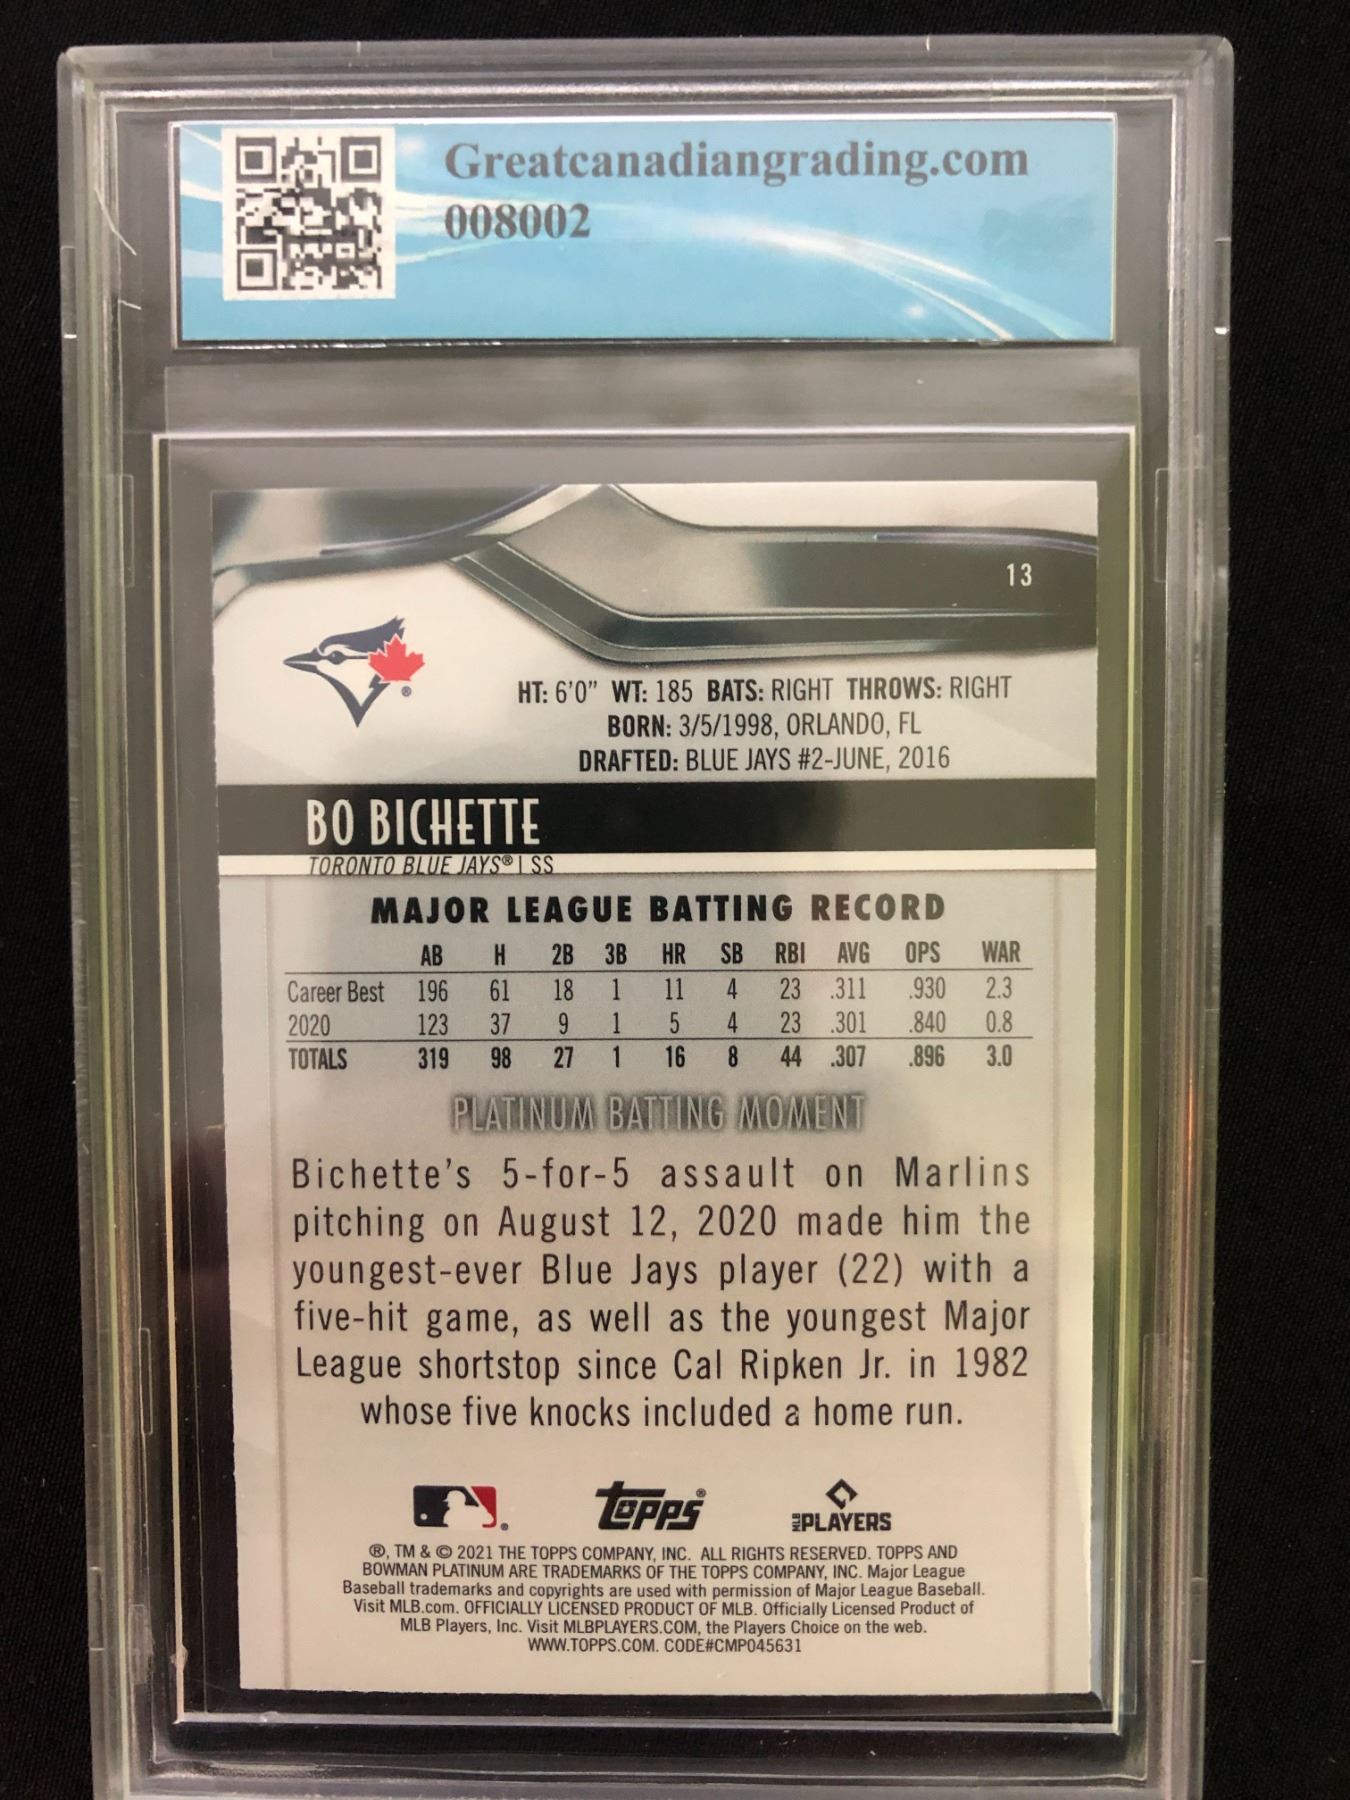 Greatcanadiangrading.com
008002
13
HT: 6'0" WT: 185 BATS: RIGHT THROWS: RIGHT
BORN: 3/5/1998, ORLANDO, FL
DRAFTED: BLUE JAYS #2-JUNE, 2016
BO BICHETTE
TORONTO BLUE JAYS® | SS
MAJOR LEAGUE BATTING RECORD
AB H 2B 3B HR SB RBI AVG OPS WAR
Career Best 196 61 18 1 11 4 23 .311 .930 2.3
2020 123 37 9 1 5 4 23 .301 .840 0.8
TOTALS 319 98 27 1 16 8 44 .307 .896 3.0
PLATINUM BATTING MOMENT
Bichette's 5-for-5 assault on Marlins
pitching on August 12, 2020 made him the
youngest-ever Blue Jays player (22) with a
five-hit game, as well as the youngest Major
League shortstop since Cal Ripken Jr. in 1982
whose five knocks included a home run.
Topps® MLB PLAYERS
®, TM & © 2021 THE TOPPS COMPANY, INC. ALL RIGHTS RESERVED. TOPPS AND
BOWMAN PLATINUM ARE TRADEMARKS OF THE TOPPS COMPANY, INC. Major League
Baseball trademarks and copyrights are used with permission of Major League Baseball.
Visit MLB.com. OFFICIALLY LICENSED PRODUCT OF MLB. Officially Licensed Product of
MLB Players, Inc. Visit MLBPLAYERS.COM, the Players Choice on the web.
WWW.TOPPS.COM. CODE#CMP045631